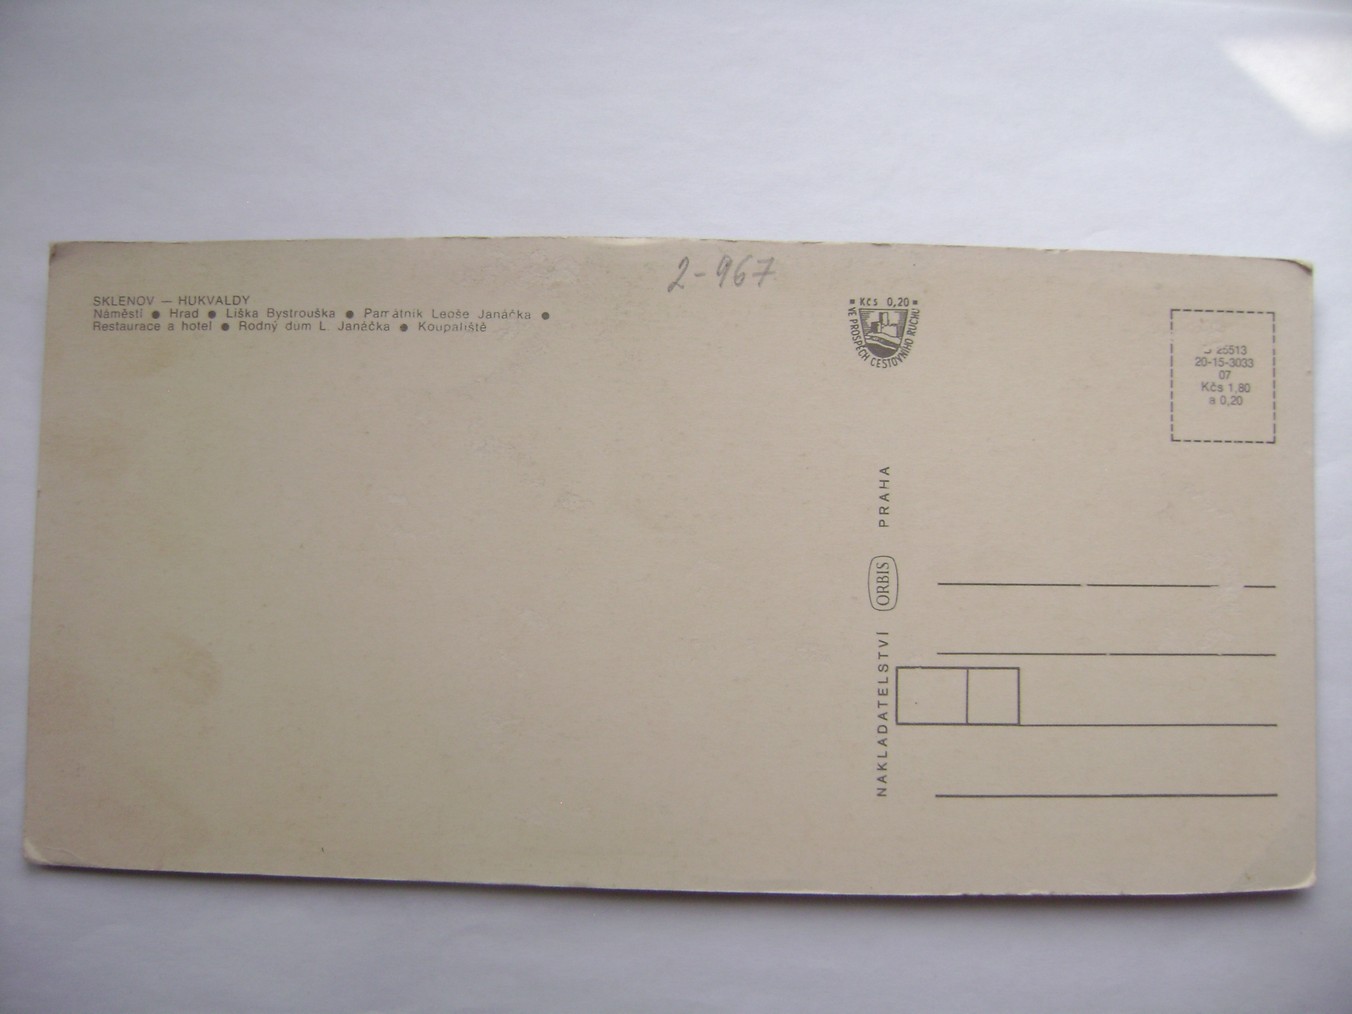 2-967
SKLENOV — HUKVALDY
Náměstí ● Hrad ● Liška Bystrouška ● Památník Leoše Janáčka ●
Restaurace a hotel ● Rodný dům L. Janáčka ● Koupaliště
Kčs 0,20
VE PROSPĚCH CESTOVNÍHO RUCHU
25513
20-15-3033
07
Kčs 1,80
a 0,20
NAKLADATELSTVÍ ORBIS PRAHA